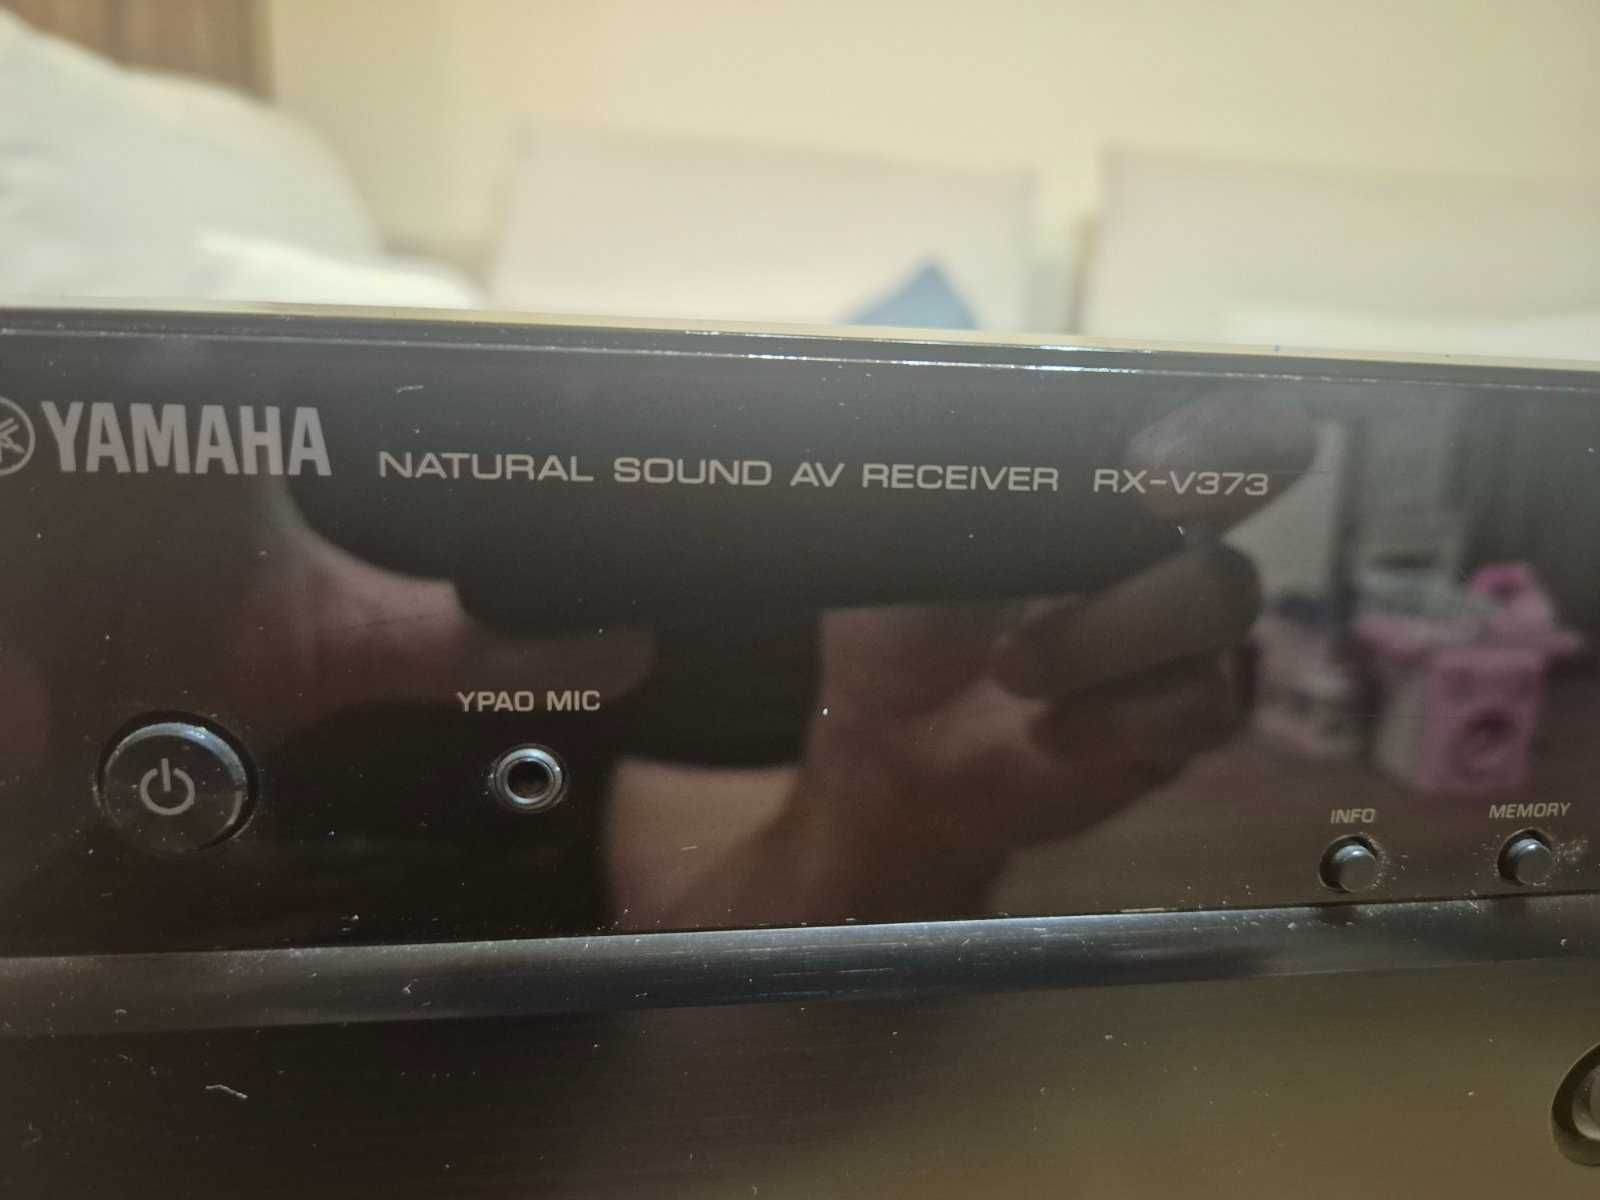 YAMAHA NATURAL SOUND AV RECEIVER RX-V373
YPAO MIC
INFO MEMORY